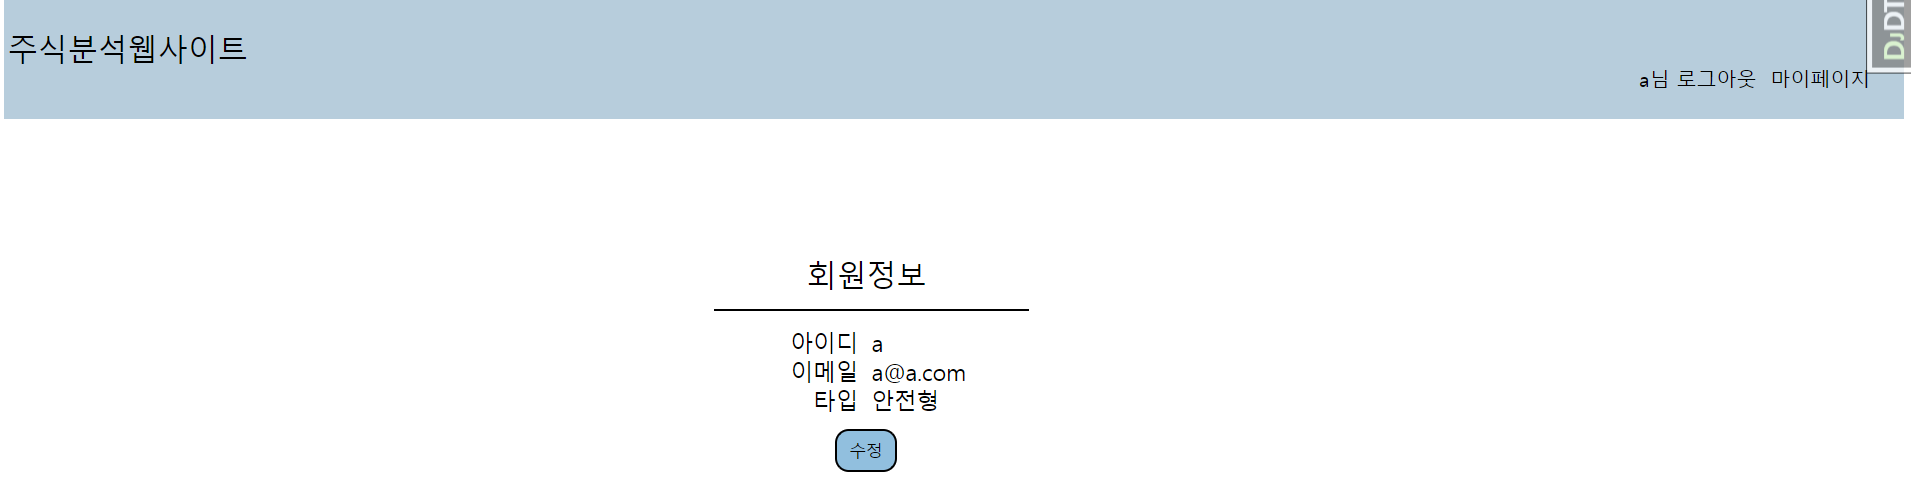 주식분석웹사이트
DJDT
a님 로그아웃 마이페이지
회원정보
아이디 a
이메일 a@a.com
타입 안전형
수정